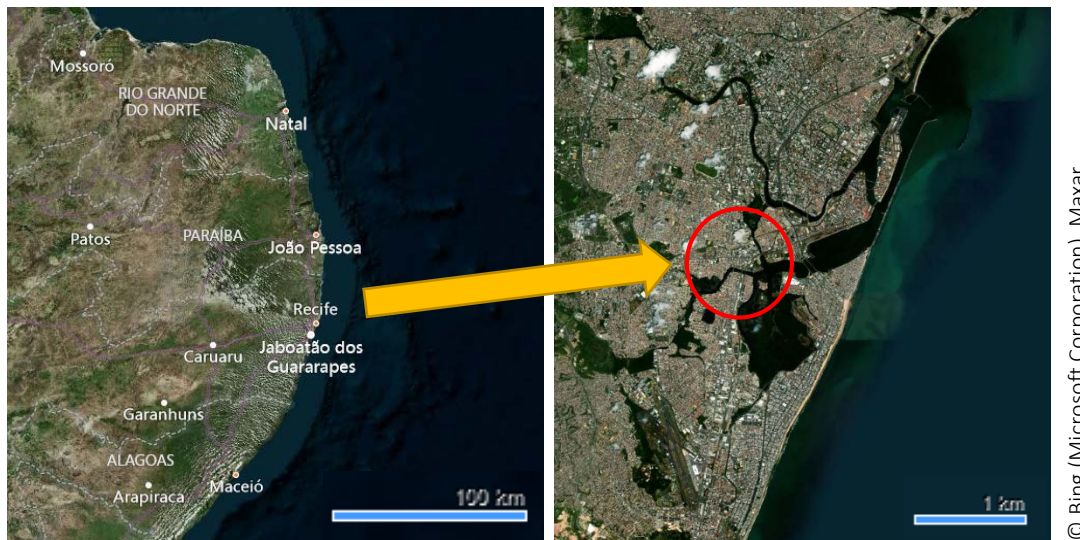 Mossoró
RIO GRANDE
DO NORTE
Natal
Patos
PARAÍBA
João Pessoa
Recife
Jaboatão dos
Guararapes
Caruaru
Garanhuns
ALAGOAS
Arapiraca
Maceió
100 km
1 km
© Bing (Microsoft Corporation), Maxar